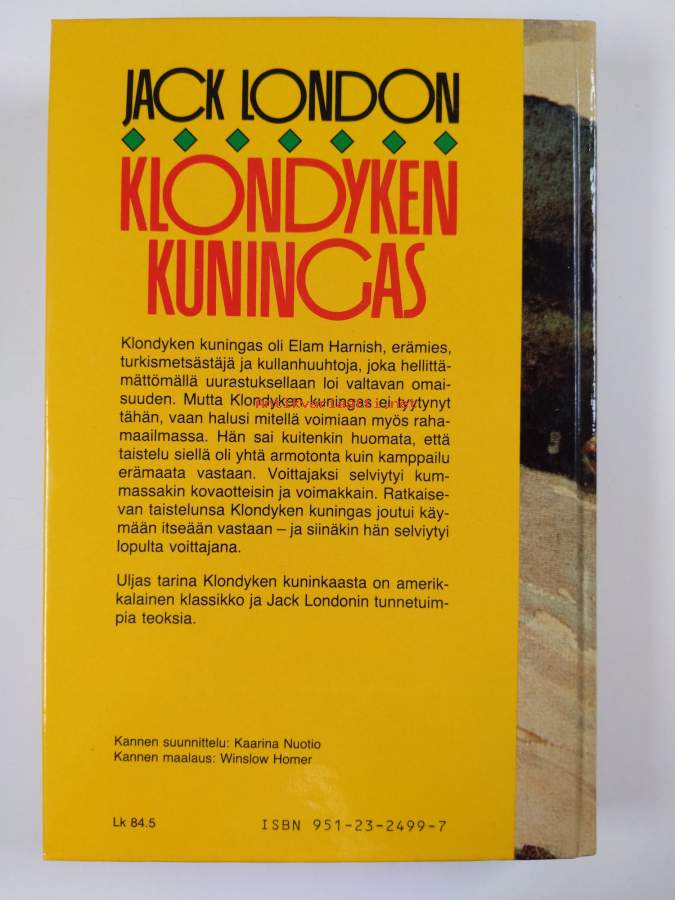 JACK LONDON
KLONDYKEN
KUNINGAS
Klondyken kuningas oli Elam Harnish, erämies,
turkismetsästäjä ja kullanhuuhtoja, joka hellittä-
mättömällä uurastuksellaan loi valtavan omai-
suuden. Mutta Klondyken kuningas ei tyytynyt
Antikvariaatti.net
tähän, vaan halusi mitellä voimiaan myös raha-
maailmassa. Hän sai kuitenkin huomata, että
taistelu siellä oli yhtä armotonta kuin kamppailu
erämaata vastaan. Voittajaksi selviytyi kum-
massakin kovaotteisin ja voimakkain. Ratkaise-
van taistelunsa Klondyken kuningas joutui käy-
mään itseään vastaan – ja siinäkin hän selviytyi
lopulta voittajana.
Uljas tarina Klondyken kuninkaasta on amerik-
kalainen klassikko ja Jack Londonin tunnetuim-
pia teoksia.
Kannen suunnittelu: Kaarina Nuotio
Kannen maalaus: Winslow Homer
Lk 84.5
ISBN 951-23-2499-7